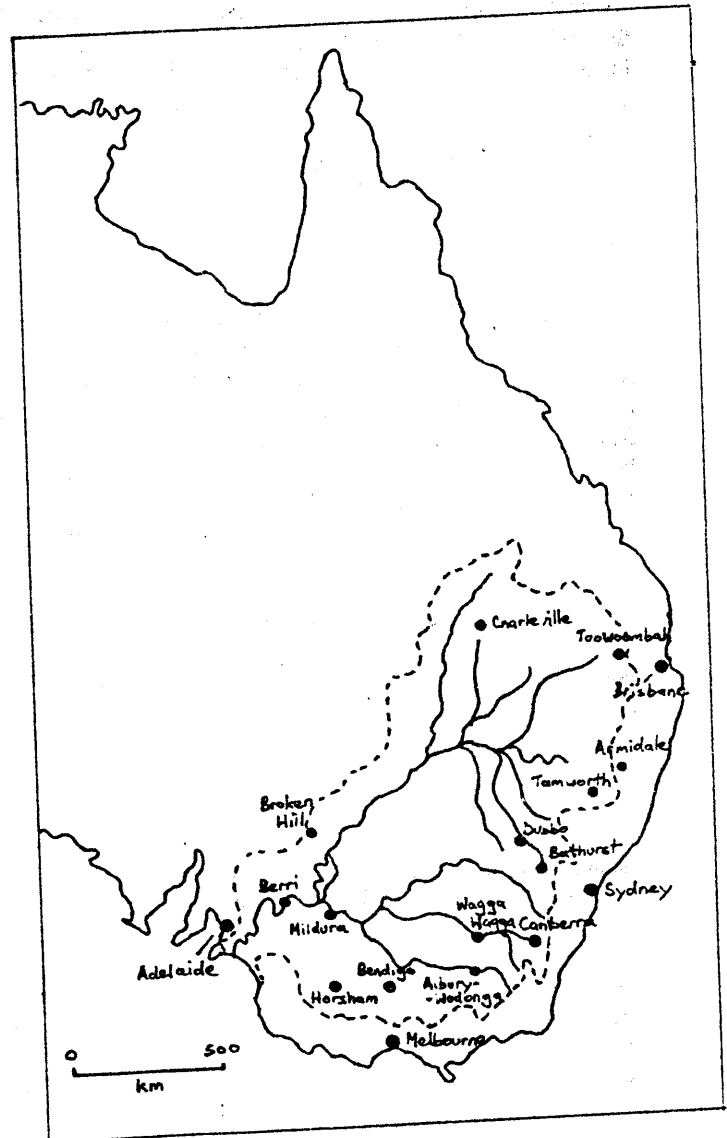 Charleville
Toowoombah
Brisbane
Armidale
Tamworth
Broken
Hill
Dubbo
Bathurst
Berri
Sydney
Wagga
Wagga
Canberra
Mildura
Adelaide
Bendigo
Albury-
-Wodonga
Horsham
Melbourne
0 500
km